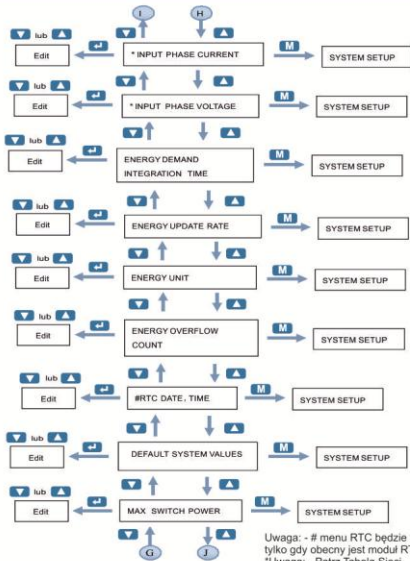 I H
lub
Edit * INPUT PHASE CURRENT M SYSTEM SETUP
lub
Edit * INPUT PHASE VOLTAGE M SYSTEM SETUP
lub
Edit ENERGY DEMAND INTEGRATION TIME M SYSTEM SETUP
lub
Edit ENERGY UPDATE RATE M SYSTEM SETUP
lub
Edit ENERGY UNIT M SYSTEM SETUP
lub
Edit ENERGY OVERFLOW COUNT M SYSTEM SETUP
lub
Edit #RTC DATE, TIME M SYSTEM SETUP
lub
Edit DEFAULT SYSTEM VALUES M SYSTEM SETUP
lub
Edit MAX SWITCH POWER M SYSTEM SETUP
G J
Uwaga: - # menu RTC będzie
tylko gdy obecny jest moduł